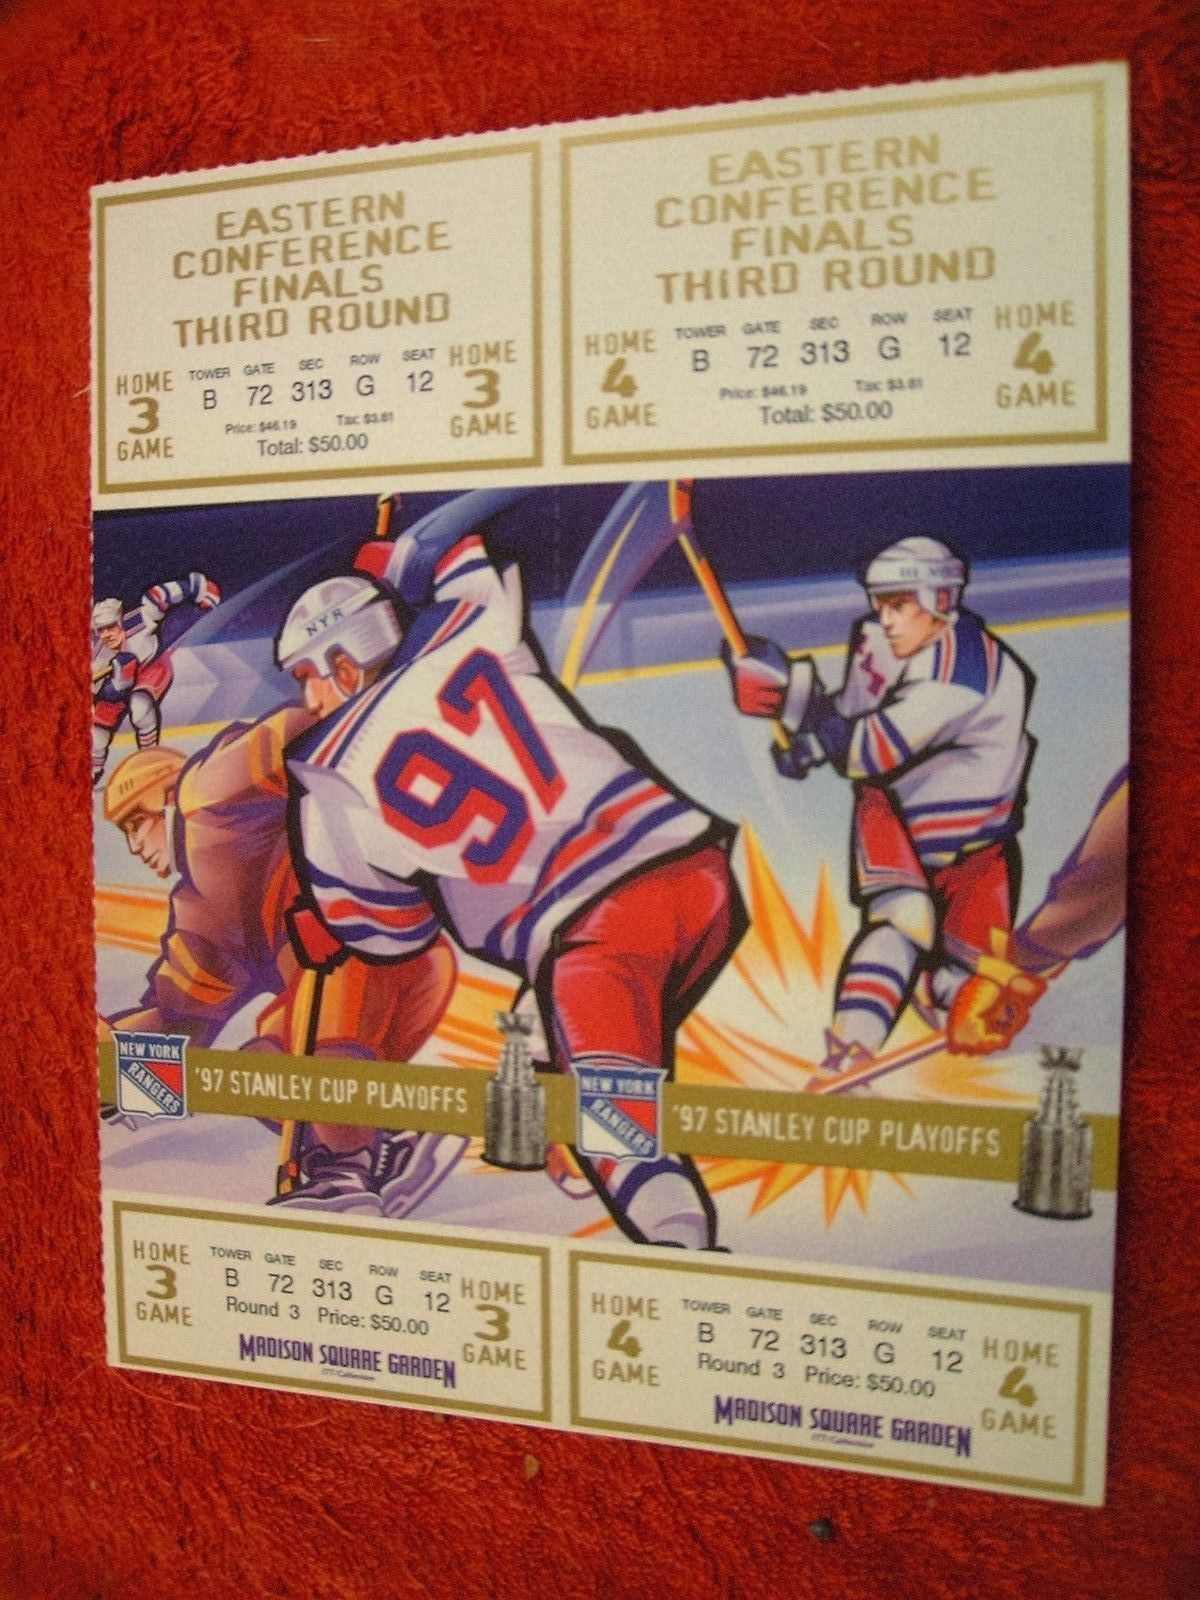 EASTERN
CONFERENCE
FINALS
THIRD ROUND
HOME
3
GAME
TOWER GATE SEC ROW SEAT
B 72 313 G 12
Price: $46.19 Tax: $3.81
Total: $50.00
HOME
3
GAME
EASTERN
CONFERENCE
FINALS
THIRD ROUND
HOME
4
GAME
TOWER GATE SEC ROW SEAT
B 72 313 G 12
Price: $46.19 Tax: $3.81
Total: $50.00
HOME
4
GAME
NYR
97
NEW YORK
RANGERS
'97 STANLEY CUP PLAYOFFS
NEW YORK
RANGERS
'97 STANLEY CUP PLAYOFFS
HOME
3
GAME
TOWER GATE SEC ROW SEAT
B 72 313 G 12
Round 3 Price: $50.00
MADISON SQUARE GARDEN
HOME
3
GAME
HOME
4
GAME
TOWER GATE SEC ROW SEAT
B 72 313 G 12
Round 3 Price: $50.00
MADISON SQUARE GARDEN
HOME
4
GAME